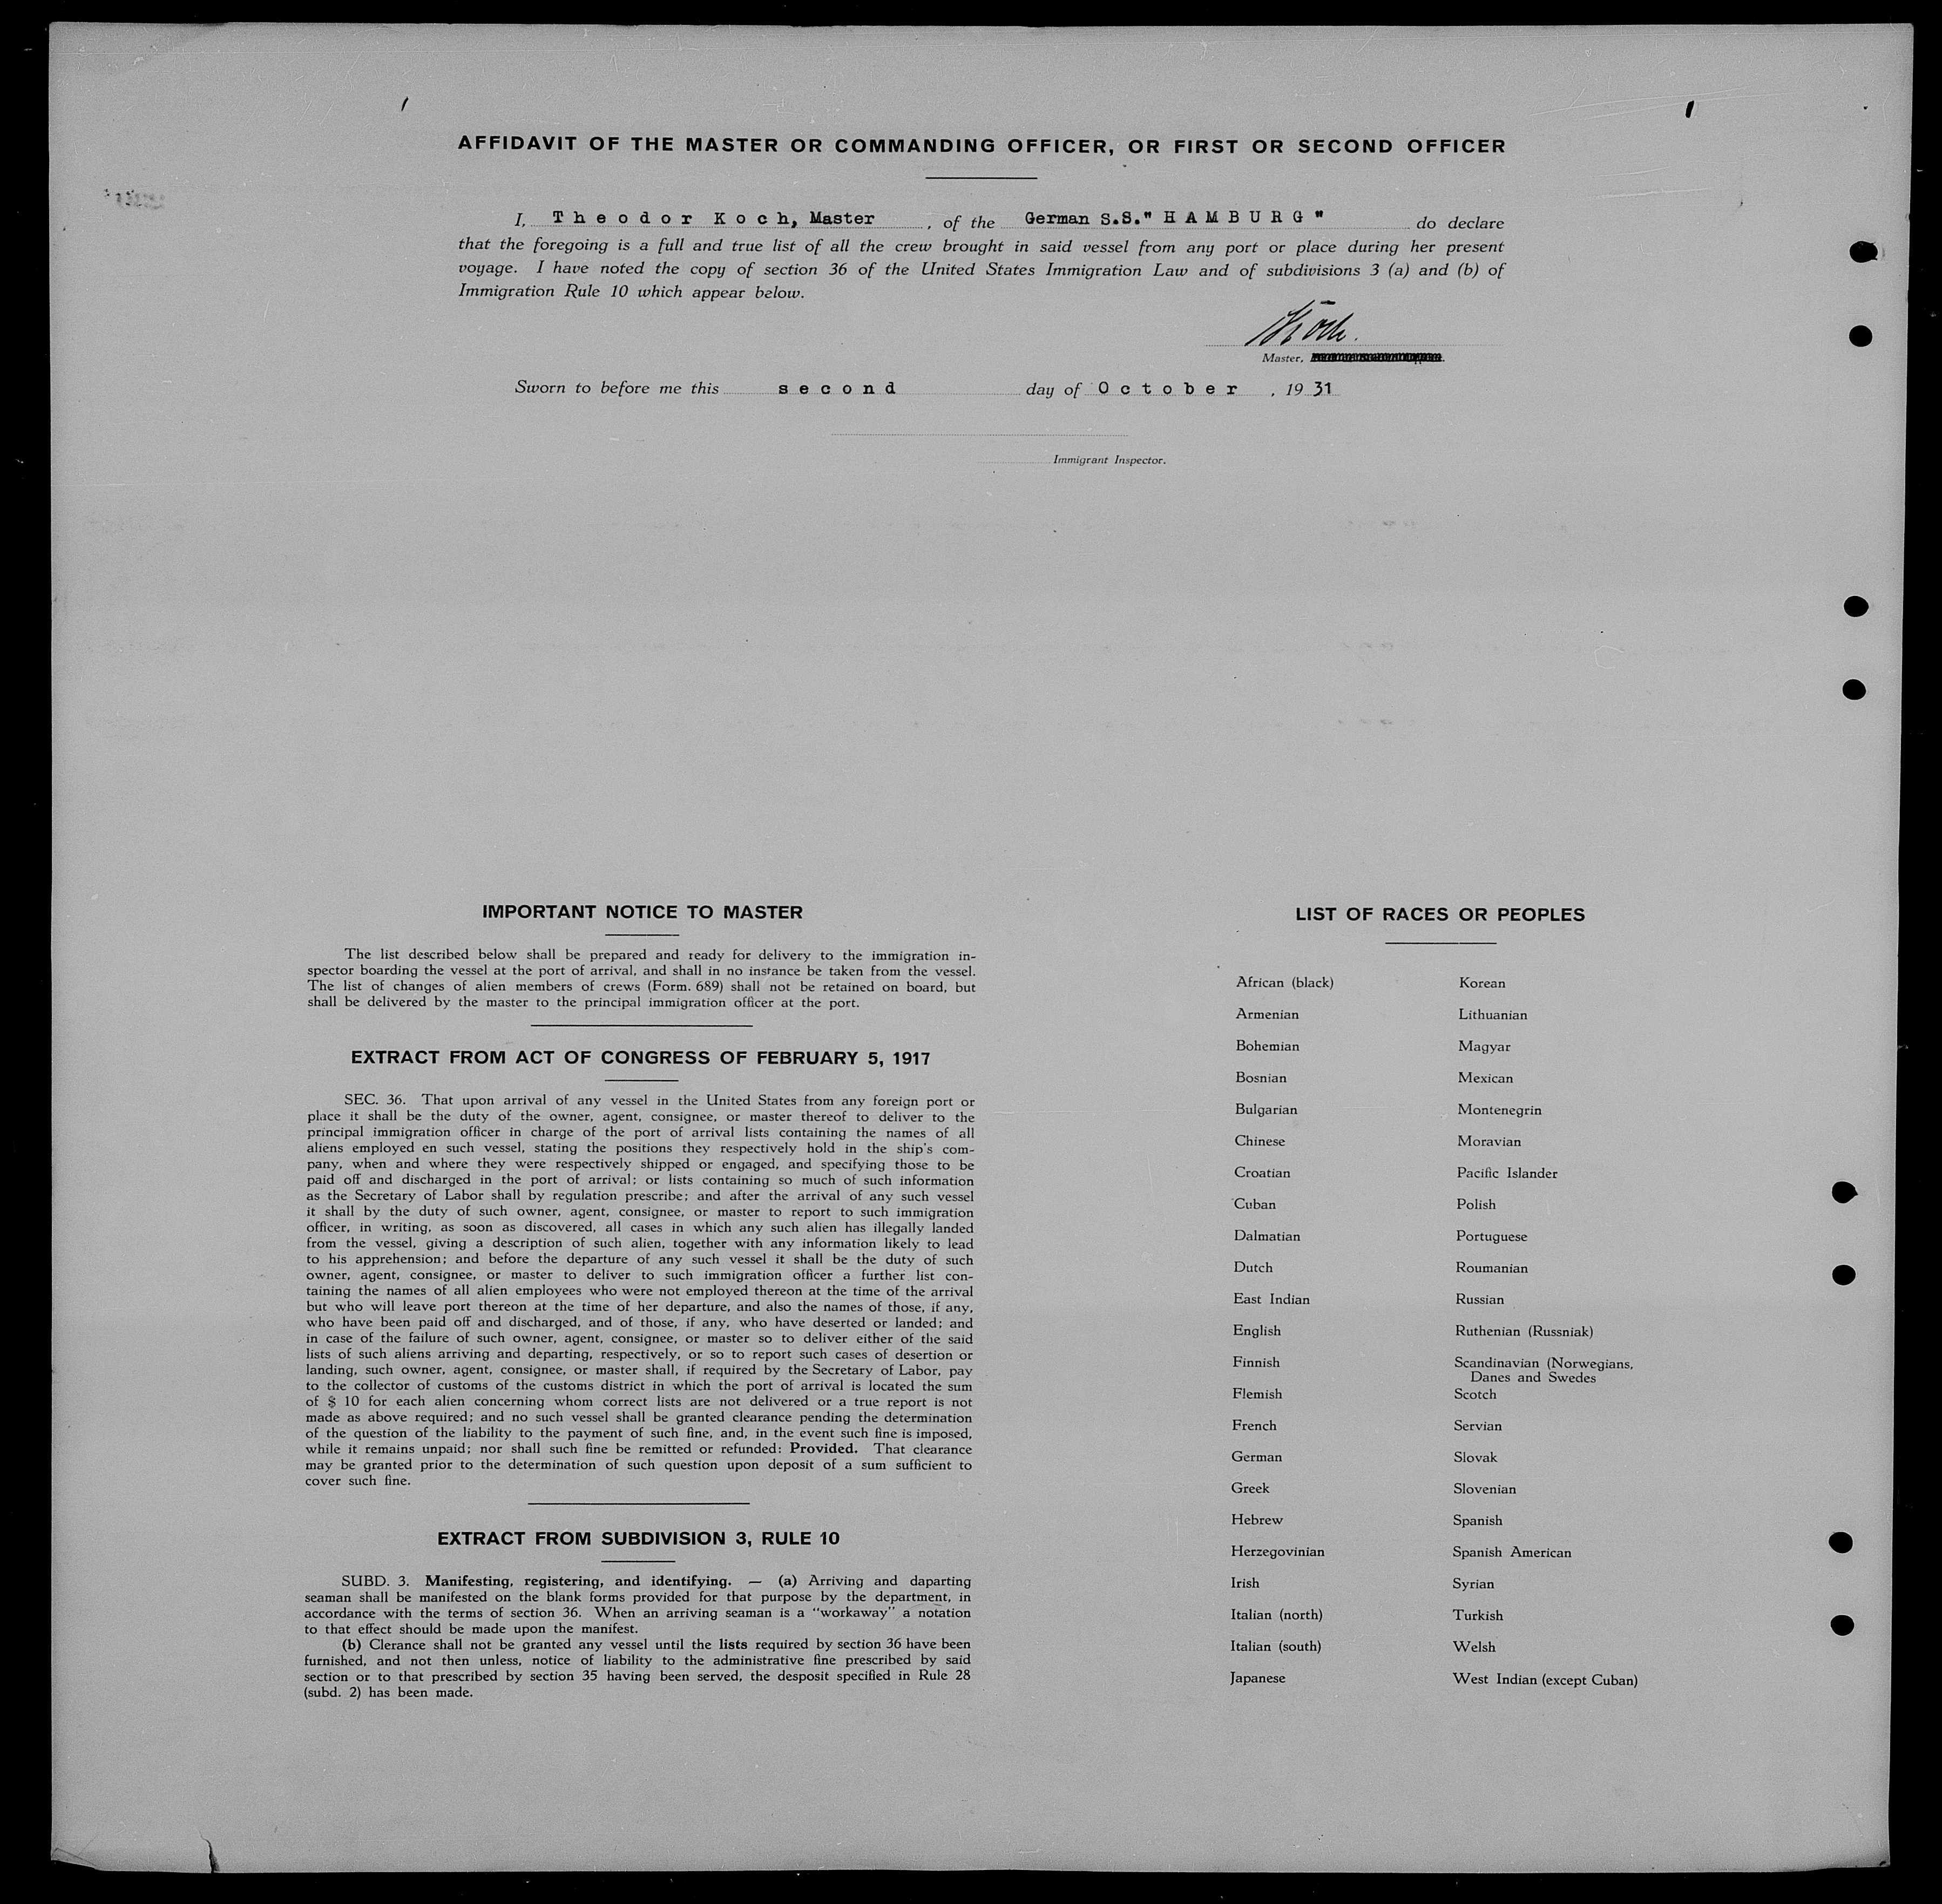 AFFIDAVIT OF THE MASTER OR COMMANDING OFFICER, OR FIRST OR SECOND OFFICER
I, Theodor Koch, Master, of the German S.S."HAMBURG" do declare
that the foregoing is a full and true list of all the crew brought in said vessel from any port or place during her present
voyage. I have noted the copy of section 36 of the United States Immigration Law and of subdivisions 3 (a) and (b) of
Immigration Rule 10 which appear below.
Koch.
Master,
Sworn to before me this second day of October, 19 31
Immigrant Inspector.
IMPORTANT NOTICE TO MASTER
The list described below shall be prepared and ready for delivery to the immigration in-
spector boarding the vessel at the port of arrival, and shall in no instance be taken from the vessel.
The list of changes of alien members of crews (Form. 689) shall not be retained on board, but
shall be delivered by the master to the principal immigration officer at the port.
EXTRACT FROM ACT OF CONGRESS OF FEBRUARY 5, 1917
SEC. 36. That upon arrival of any vessel in the United States from any foreign port or
place it shall be the duty of the owner, agent, consignee, or master thereof to deliver to the
principal immigration officer in charge of the port of arrival lists containing the names of all
aliens employed en such vessel, stating the positions they respectively hold in the ship's com-
pany, when and where they were respectively shipped or engaged, and specifying those to be
paid off and discharged in the port of arrival; or lists containing so much of such information
as the Secretary of Labor shall by regulation prescribe; and after the arrival of any such vessel
it shall by the duty of such owner, agent, consignee, or master to report to such immigration
officer, in writing, as soon as discovered, all cases in which any such alien has illegally landed
from the vessel, giving a description of such alien, together with any information likely to lead
to his apprehension; and before the departure of any such vessel it shall be the duty of such
owner, agent, consignee, or master to deliver to such immigration officer a further list con-
taining the names of all alien employees who were not employed thereon at the time of the arrival
but who will leave port thereon at the time of her departure, and also the names of those, if any,
who have been paid off and discharged, and of those, if any, who have deserted or landed; and
in case of the failure of such owner, agent, consignee, or master so to deliver either of the said
lists of such aliens arriving and departing, respectively, or so to report such cases of desertion or
landing, such owner, agent, consignee, or master shall, if required by the Secretary of Labor, pay
to the collector of customs of the customs district in which the port of arrival is located the sum
of $ 10 for each alien concerning whom correct lists are not delivered or a true report is not
made as above required; and no such vessel shall be granted clearance pending the determination
of the question of the liability to the payment of such fine, and, in the event such fine is imposed,
while it remains unpaid; nor shall such fine be remitted or refunded: Provided. That clearance
may be granted prior to the determination of such question upon deposit of a sum sufficient to
cover such fine.
EXTRACT FROM SUBDIVISION 3, RULE 10
SUBD. 3. Manifesting, registering, and identifying. — (a) Arriving and daparting
seaman shall be manifested on the blank forms provided for that purpose by the department, in
accordance with the terms of section 36. When an arriving seaman is a "workaway" a notation
to that effect should be made upon the manifest.
(b) Clerance shall not be granted any vessel until the lists required by section 36 have been
furnished, and not then unless, notice of liability to the administrative fine prescribed by said
section or to that prescribed by section 35 having been served, the desposit specified in Rule 28
(subd. 2) has been made.
LIST OF RACES OR PEOPLES
African (black)
Armenian
Bohemian
Bosnian
Bulgarian
Chinese
Croatian
Cuban
Dalmatian
Dutch
East Indian
English
Finnish
Flemish
French
German
Greek
Hebrew
Herzegovinian
Irish
Italian (north)
Italian (south)
Japanese
Korean
Lithuanian
Magyar
Mexican
Montenegrin
Moravian
Pacific Islander
Polish
Portuguese
Roumanian
Russian
Ruthenian (Russniak)
Scandinavian (Norwegians,
Danes and Swedes
Scotch
Servian
Slovak
Slovenian
Spanish
Spanish American
Syrian
Turkish
Welsh
West Indian (except Cuban)